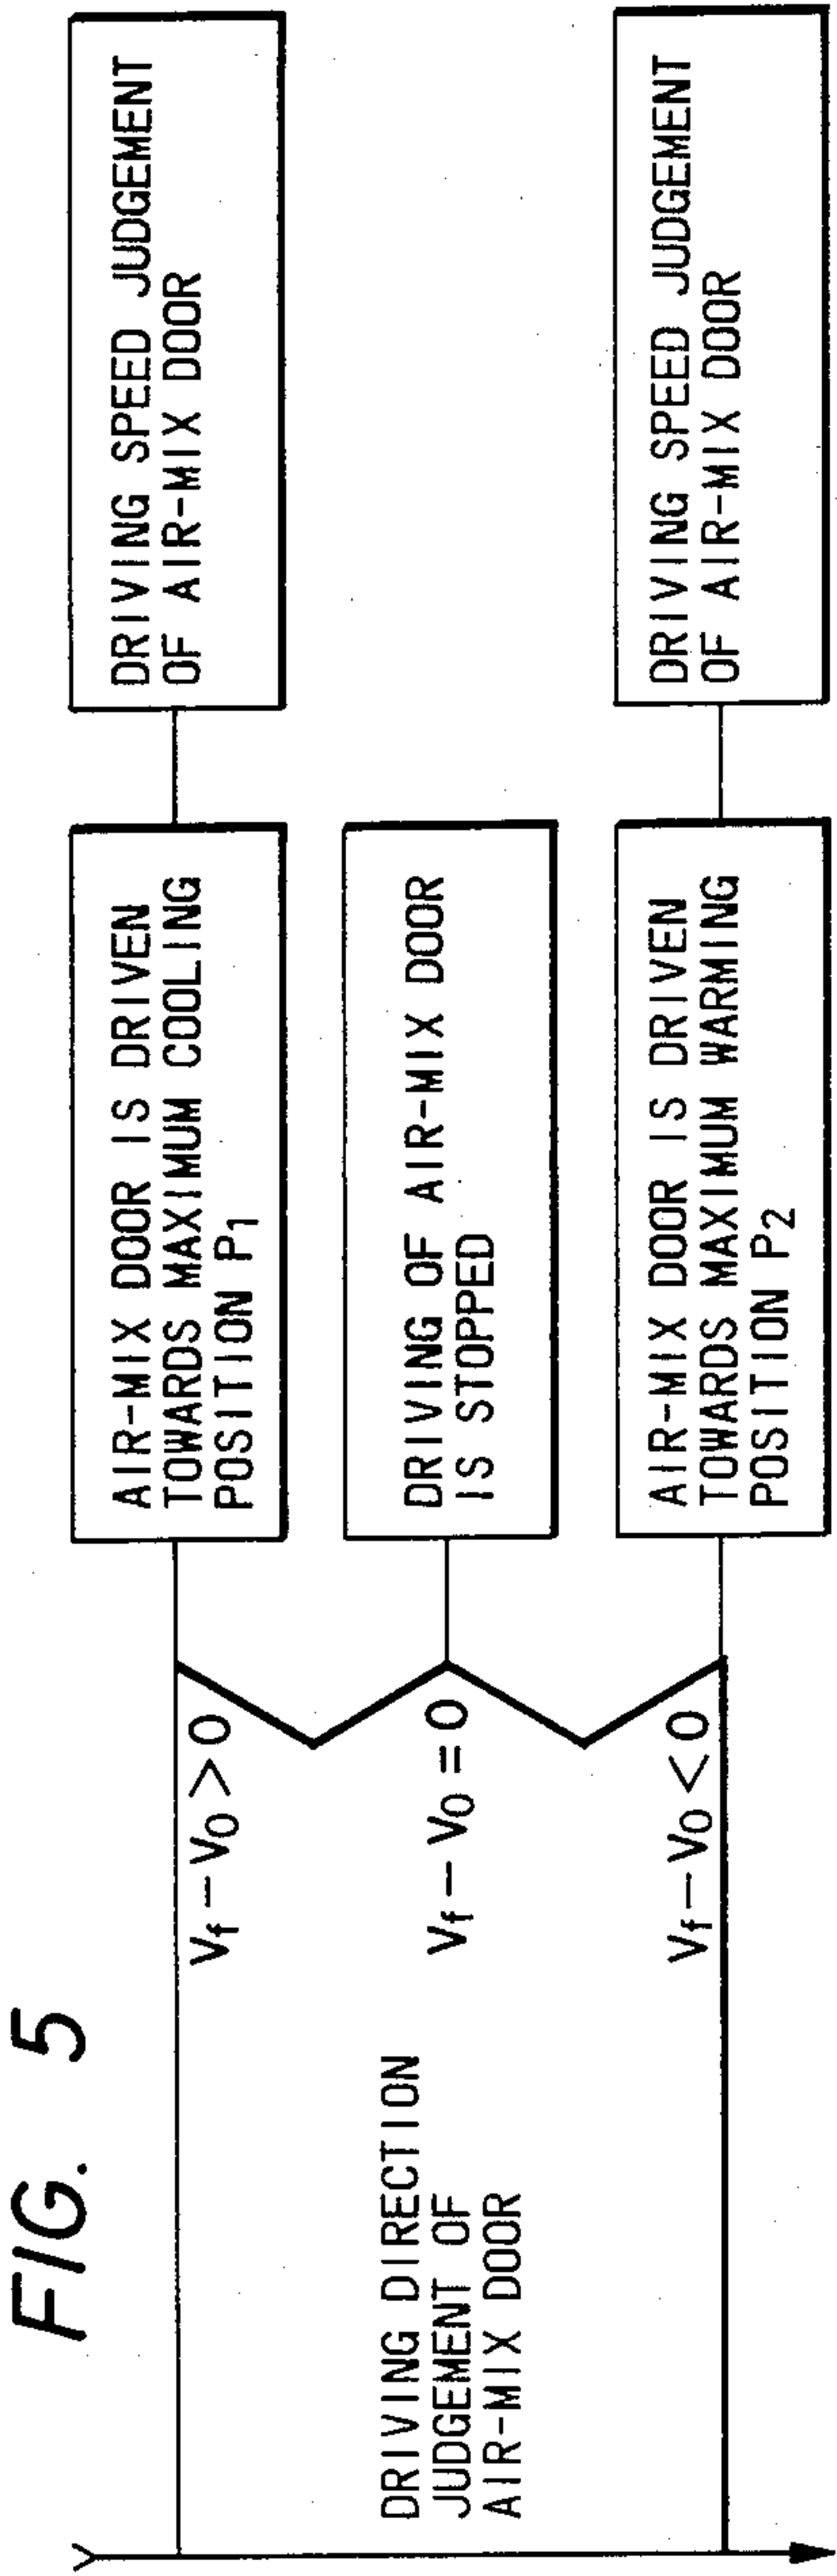 FIG. 5
DRIVING DIRECTION
JUDGEMENT OF
AIR-MIX DOOR
Vf − V0 > 0
AIR-MIX DOOR IS DRIVEN
TOWARDS MAXIMUM COOLING
POSITION P1
DRIVING SPEED JUDGEMENT
OF AIR-MIX DOOR
Vf − V0 = 0
DRIVING OF AIR-MIX DOOR
IS STOPPED
Vf − V0 < 0
AIR-MIX DOOR IS DRIVEN
TOWARDS MAXIMUM WARMING
POSITION P2
DRIVING SPEED JUDGEMENT
OF AIR-MIX DOOR